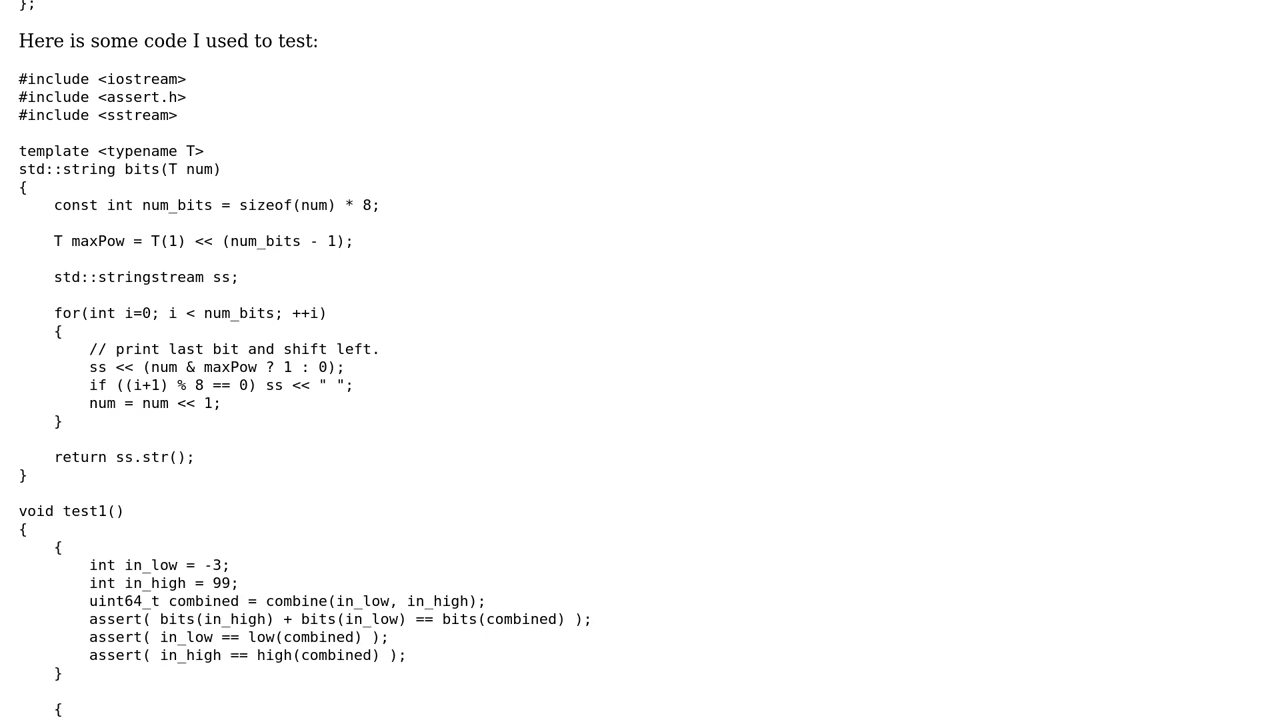 };
Here is some code I used to test:
#include <iostream>
#include <assert.h>
#include <sstream>
template <typename T>
std::string bits(T num)
{
    const int num_bits = sizeof(num) * 8;
    T maxPow = T(1) << (num_bits - 1);
    std::stringstream ss;
    for(int i=0; i < num_bits; ++i)
    {
        // print last bit and shift left.
        ss << (num & maxPow ? 1 : 0);
        if ((i+1) % 8 == 0) ss << " ";
        num = num << 1;
    }
    return ss.str();
}
void test1()
{
    {
        int in_low = -3;
        int in_high = 99;
        uint64_t combined = combine(in_low, in_high);
        assert( bits(in_high) + bits(in_low) == bits(combined) );
        assert( in_low == low(combined) );
        assert( in_high == high(combined) );
    }
    {